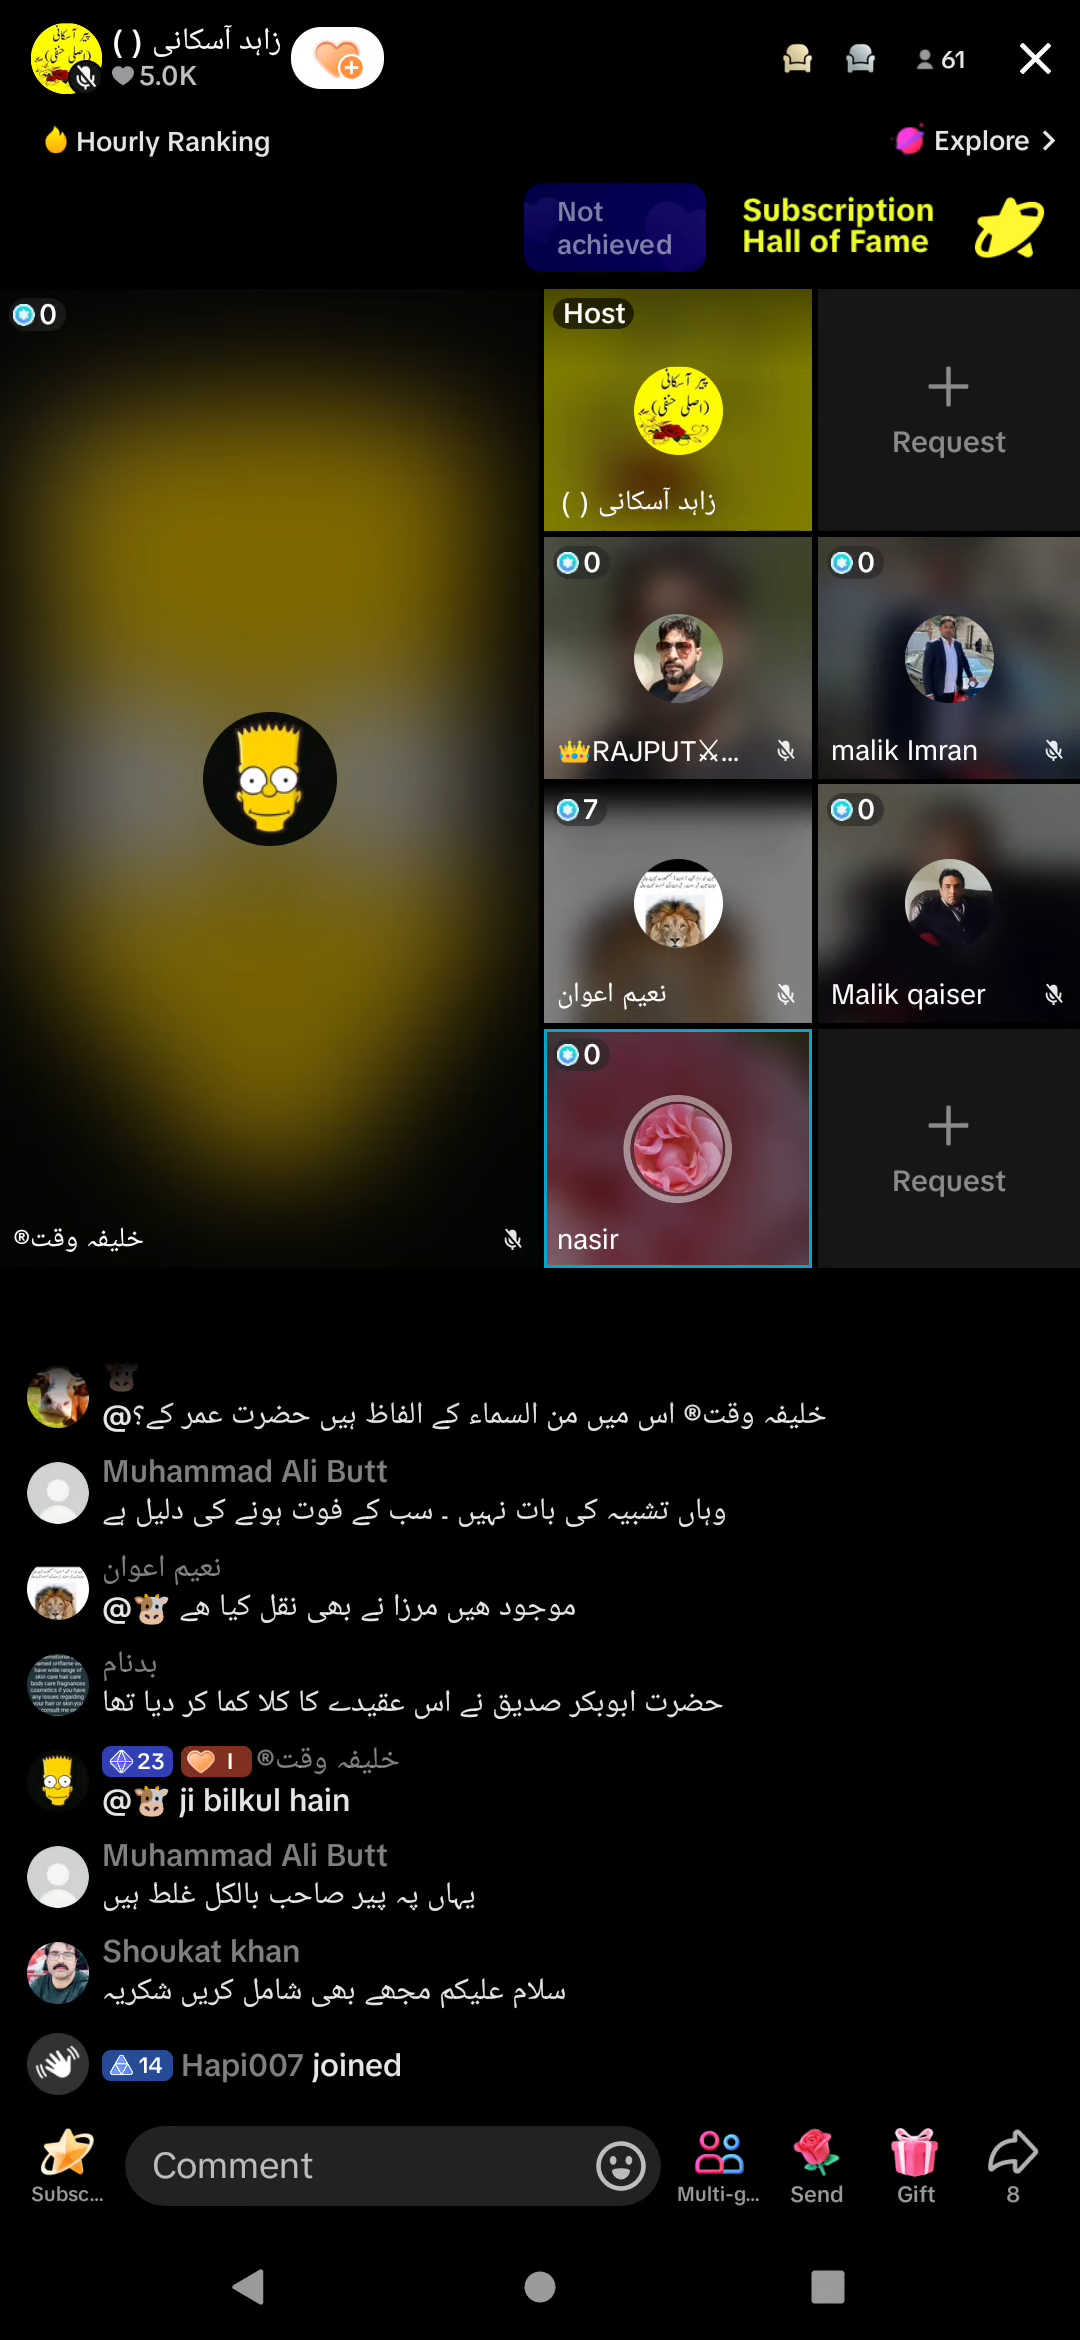 زاہد آسکانی ( )
5.0K
61
Hourly Ranking
Explore
Not
achieved
Subscription
Hall of Fame
0
Host
پیر آسکانی
(اصلی حنفی)
زاہد آسکانی ( )
Request
0
👑RAJPUT⚔...
0
malik Imran
7
نعیم اعوان
0
Malik qaiser
0
nasir
Request
خلیفہ وقت®
🐮
@خلیفہ وقت® اس میں من السماء کے الفاظ ہیں حضرت عمر کے؟
Muhammad Ali Butt
وہاں تشبیہ کی بات نہیں ۔ سب کے فوت ہونے کی دلیل ہے
نعیم اعوان
@🐮 موجود ھیں مرزا نے بھی نقل کیا ھے
بدنام
حضرت ابوبکر صدیق نے اس عقیدے کا کلا کما کر دیا تھا
23 I خلیفہ وقت®
@🐮 ji bilkul hain
Muhammad Ali Butt
یہاں پہ پیر صاحب بالکل غلط ہیں
Shoukat khan
سلام علیکم مجھے بھی شامل کریں شکریہ
14 Hapi007 joined
Comment
Subsc...
Multi-g...
Send
Gift
8